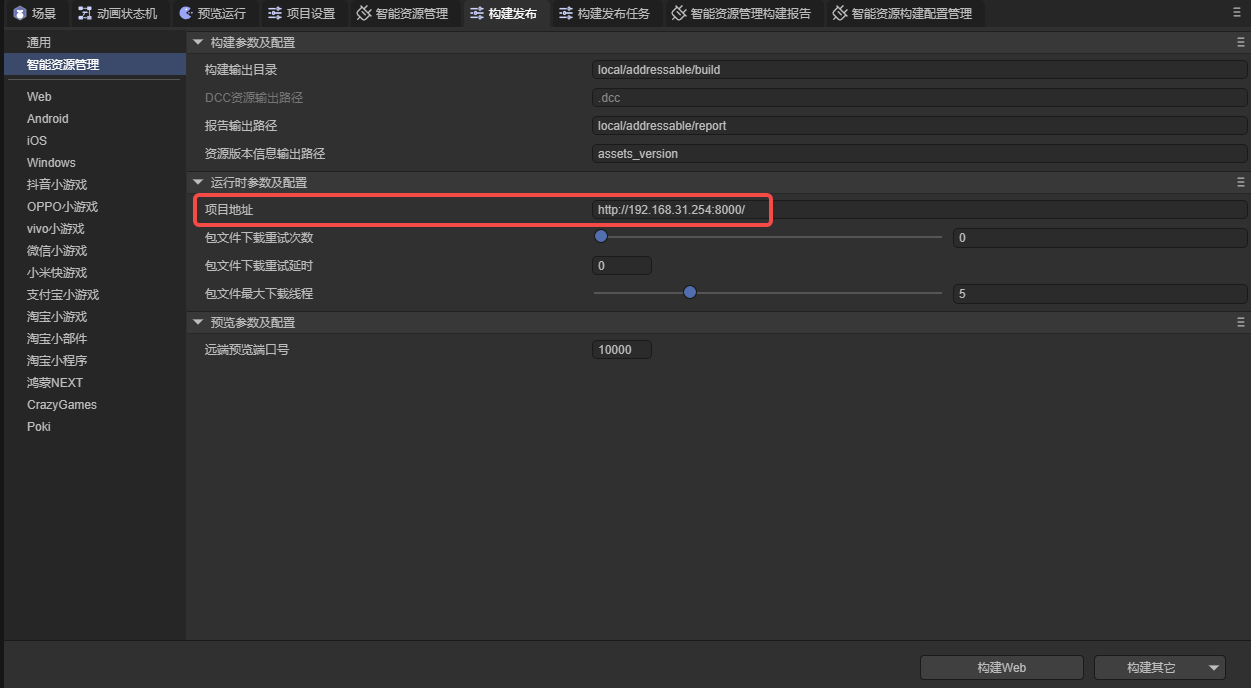 场景 动画状态机 预览运行 项目设置 智能资源管理 构建发布 构建发布任务 智能资源管理构建报告 智能资源构建配置管理
通用
智能资源管理
Web
Android
iOS
Windows
抖音小游戏
OPPO小游戏
vivo小游戏
微信小游戏
小米快游戏
支付宝小游戏
淘宝小游戏
淘宝小部件
淘宝小程序
鸿蒙NEXT
CrazyGames
Poki
构建参数及配置
构建输出目录 local/addressable/build
DCC资源输出路径 .dcc
报告输出路径 local/addressable/report
资源版本信息输出路径 assets_version
运行时参数及配置
项目地址 http://192.168.31.254:8000/
包文件下载重试次数 0
包文件下载重试延时 0
包文件最大下载线程 5
预览参数及配置
远端预览端口号 10000
构建Web 构建其它